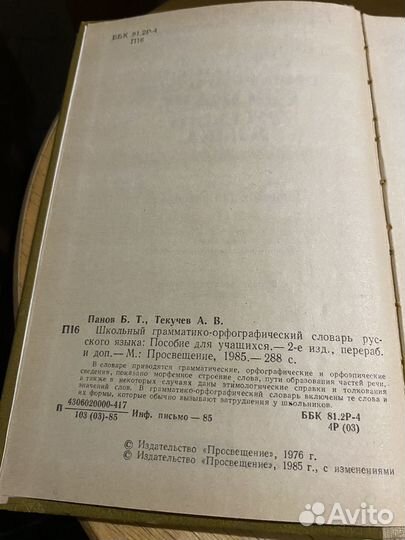 ББК 81.2Р-4
П16
Панов Б. Т., Текучев А. В.
П16 Школьный грамматико-орфографический словарь рус-
ского языка: Пособие для учащихся.— 2-е изд., перераб.
и доп.— М.: Просвещение, 1985.— 288 с.
В словаре приводятся грамматические, орфографические и орфоэпические
сведения, показано морфемное строение слова, пути образования частей речи,
а также в некоторых случаях даны этимологические справки и толкования
значений слов. В грамматико-орфографический словарь включены те слова и
их формы, которые обычно вызывают затруднения у школьников.
П 4306020000-417
103 (03)-85 Инф. письмо — 85
ББК 81.2Р-4
4Р (03)
© Издательство «Просвещение», 1976 г.
© Издательство «Просвещение», 1985 г., с изменениями
Avito